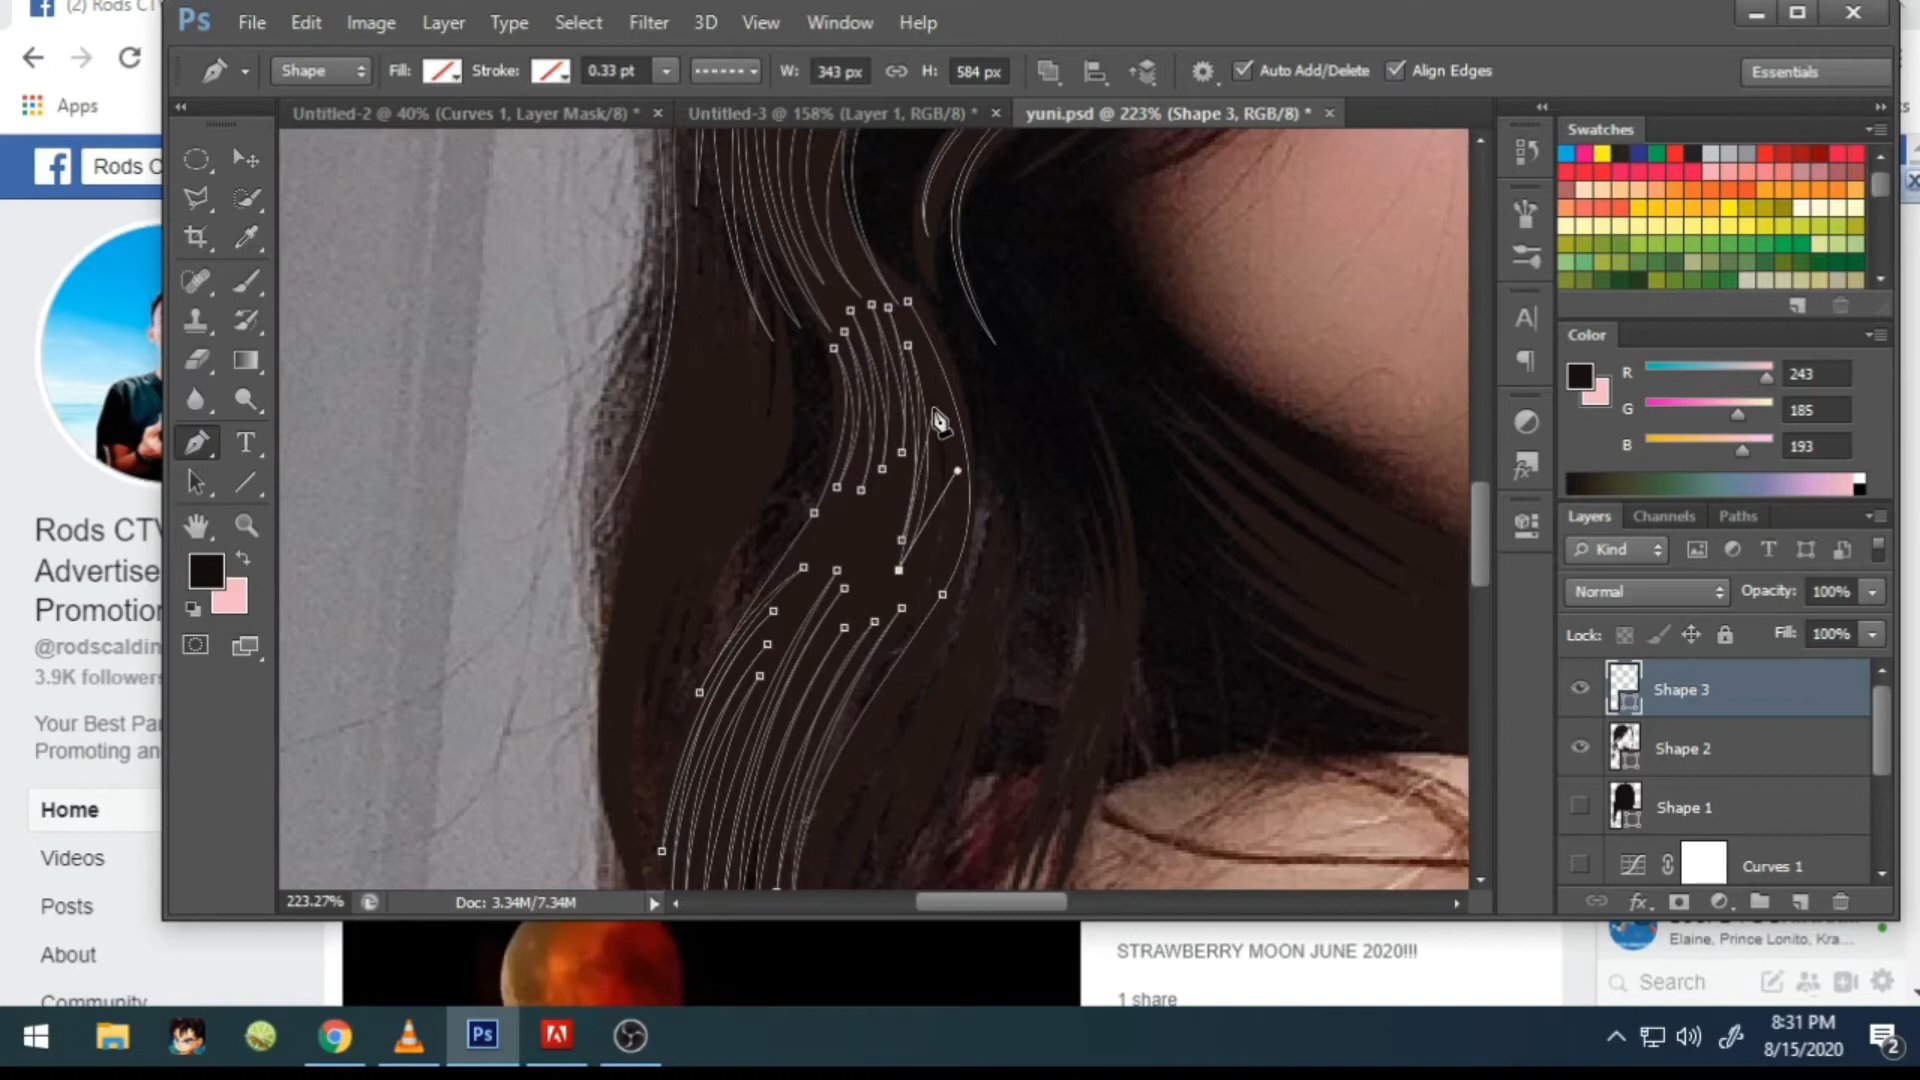 (2) Rods CT
Ps File Edit Image Layer Type Select Filter 3D View Window Help
Shape Fill: Stroke: 0.33 pt W: 343 px H: 584 px Auto Add/Delete Align Edges Essentials
Apps
Untitled-2 @ 40% (Curves 1, Layer Mask/8) * × Untitled-3 @ 158% (Layer 1, RGB/8) * × yuni.psd @ 223% (Shape 3, RGB/8) * ×
Swatches
Rods C
Color
R 243
G 185
B 193
Layers Channels Paths
Kind
Normal Opacity: 100%
Lock: Fill: 100%
Shape 3
Shape 2
Shape 1
Curves 1
Rods CTV
Advertise
Promotion
@rodscaldin
3.9K followers
Your Best Pa
Promoting an
Home
Videos
Posts
About
Community
223.27% Doc: 3.34M/7.34M
STRAWBERRY MOON JUNE 2020!!!
1 share
Elaine, Prince Lonito, Kra...
Search
Ps
8:31 PM
8/15/2020
2